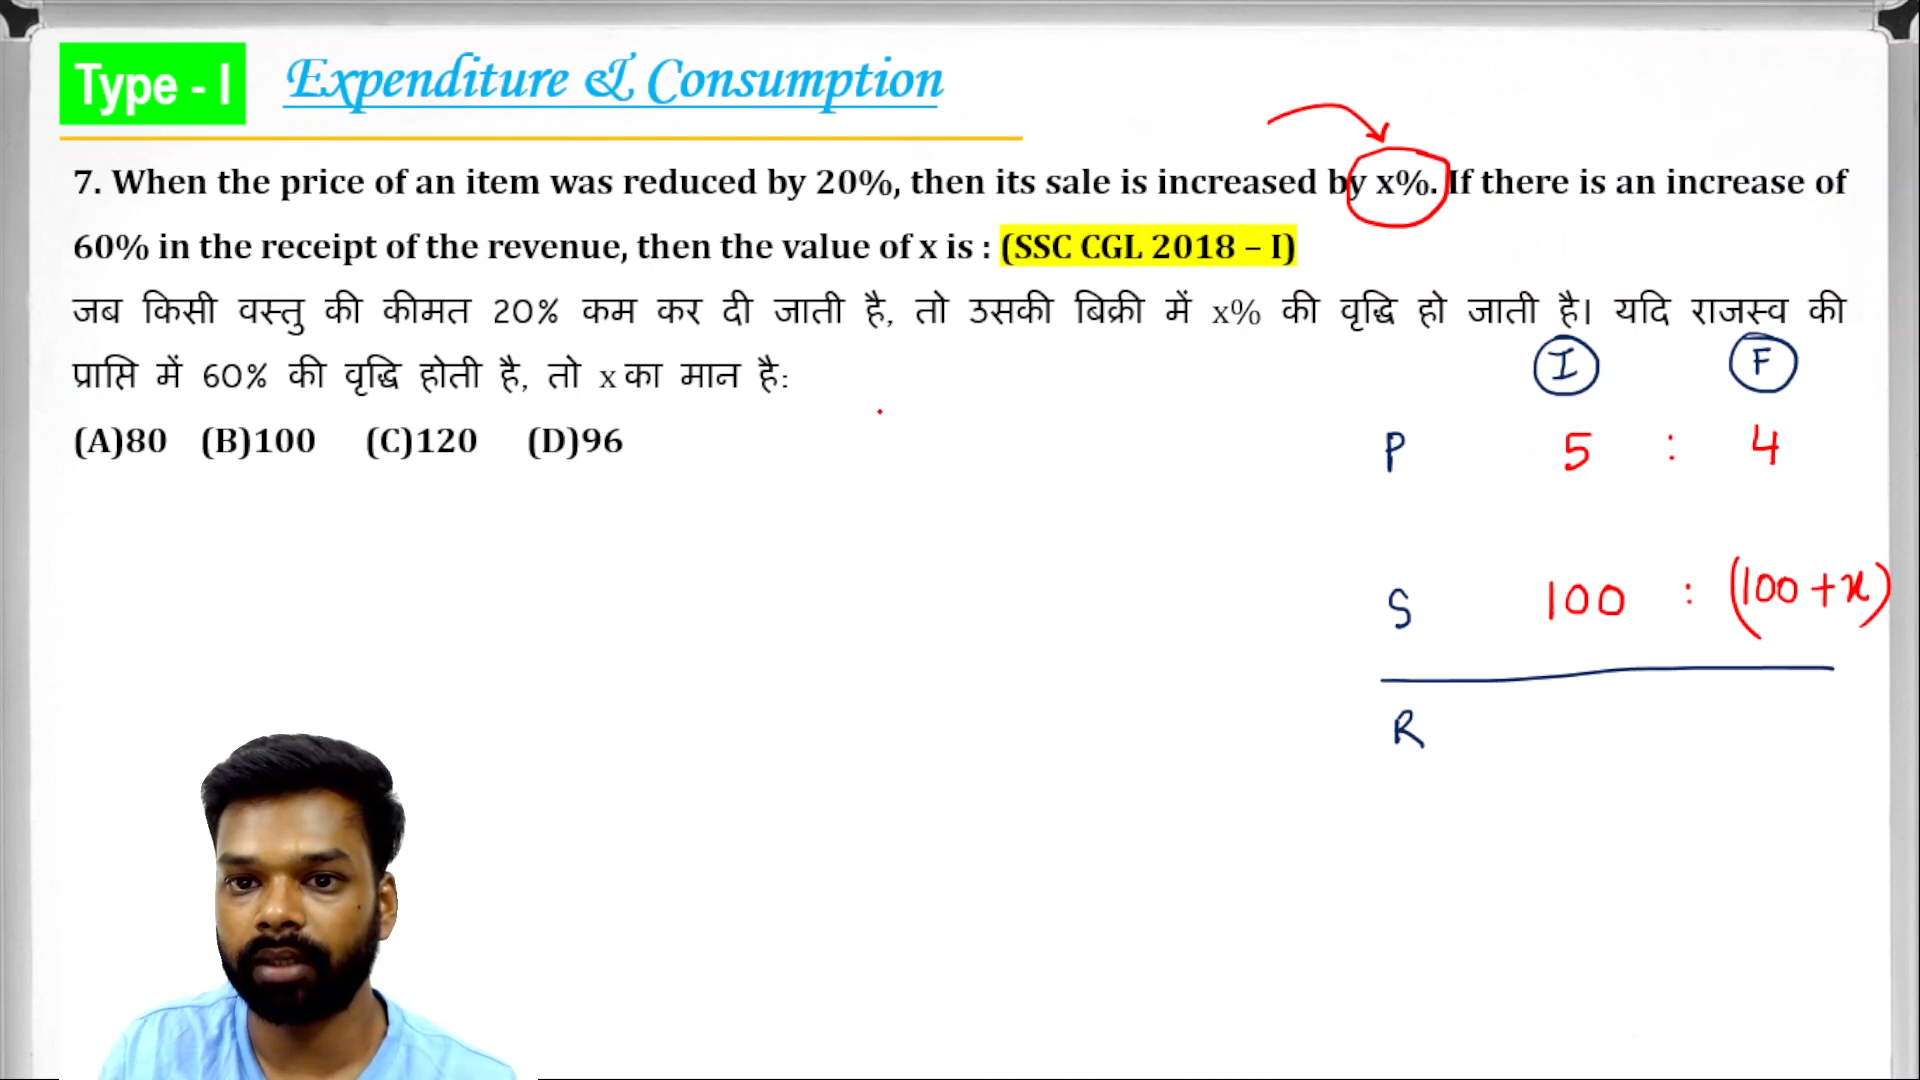 Type - I Expenditure & Consumption
7. When the price of an item was reduced by 20%, then its sale is increased by x%. If there is an increase of
60% in the receipt of the revenue, then the value of x is : (SSC CGL 2018 – I)
जब किसी वस्तु की कीमत 20% कम कर दी जाती है, तो उसकी बिक्री में x% की वृद्धि हो जाती है। यदि राजस्व की
प्राप्ति में 60% की वृद्धि होती है, तो x का मान है:
(A)80 (B)100 (C)120 (D)96
I F
P 5 : 4
S 100 : (100+x)
R